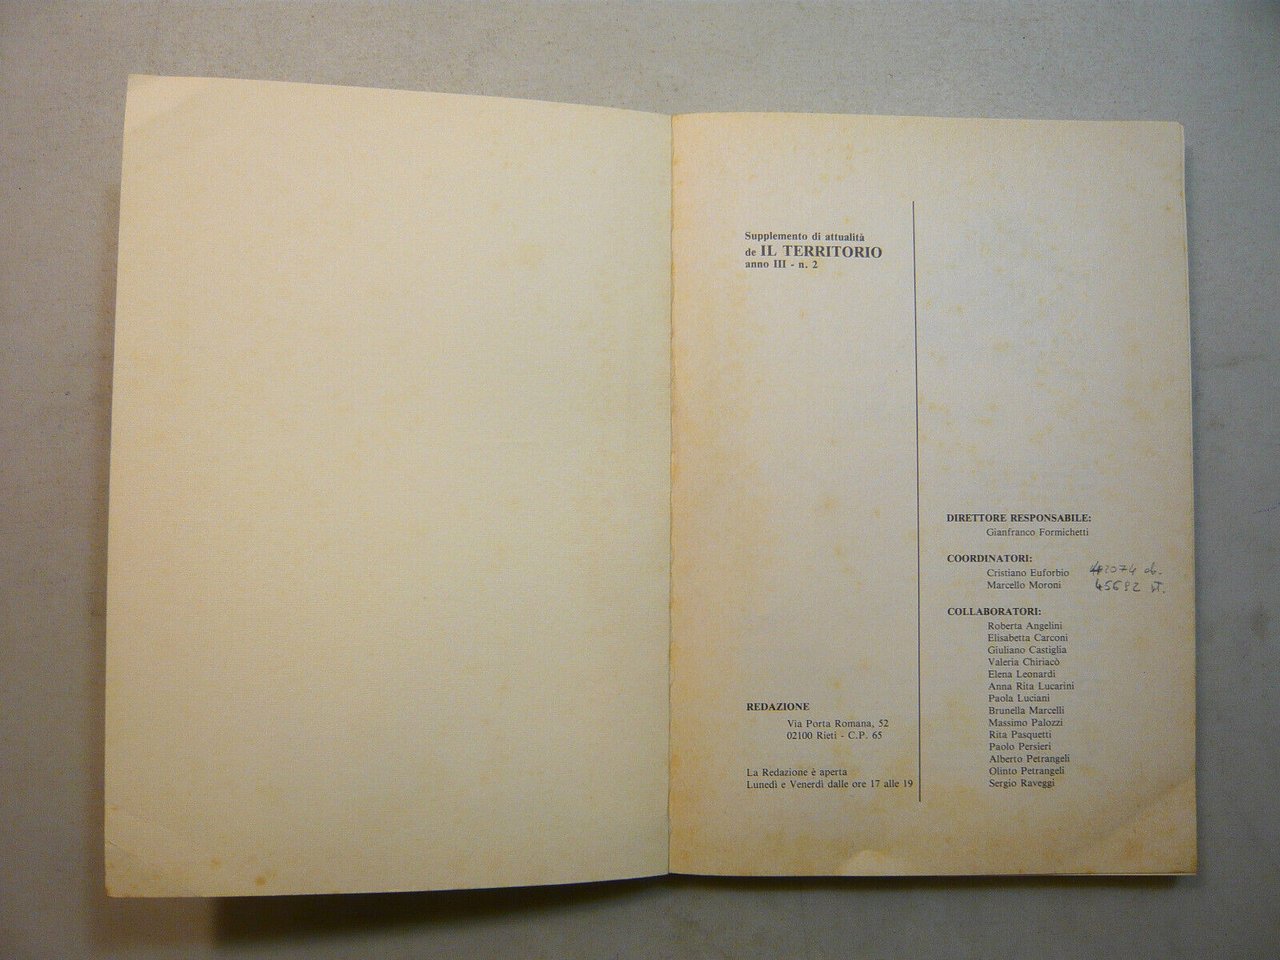 Supplemento di attualità
de IL TERRITORIO
anno III - n. 2
REDAZIONE
Via Porta Romana, 52
02100 Rieti - C.P. 65
La Redazione è aperta
Lunedì e Venerdì dalle ore 17 alle 19
DIRETTORE RESPONSABILE:
Gianfranco Formichetti
COORDINATORI:
Cristiano Euforbio
Marcello Moroni
45692
COLLABORATORI:
Roberta Angelini
Elisabetta Carconi
Giuliano Castiglia
Valeria Chiriacò
Elena Leonardi
Anna Rita Lucarini
Paola Luciani
Brunella Marcelli
Massimo Palozzi
Rita Pasquetti
Paolo Persieri
Alberto Petrangeli
Olinto Petrangeli
Sergio Raveggi